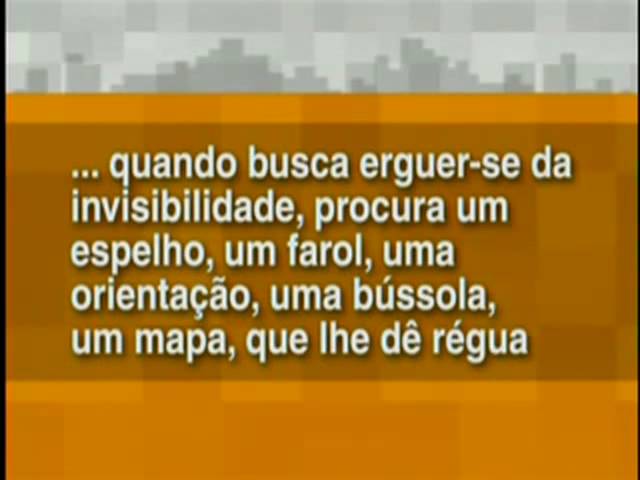 ... quando busca erguer-se da
invisibilidade, procura um
espelho, um farol, uma
orientação, uma bússola,
um mapa, que lhe dê régua